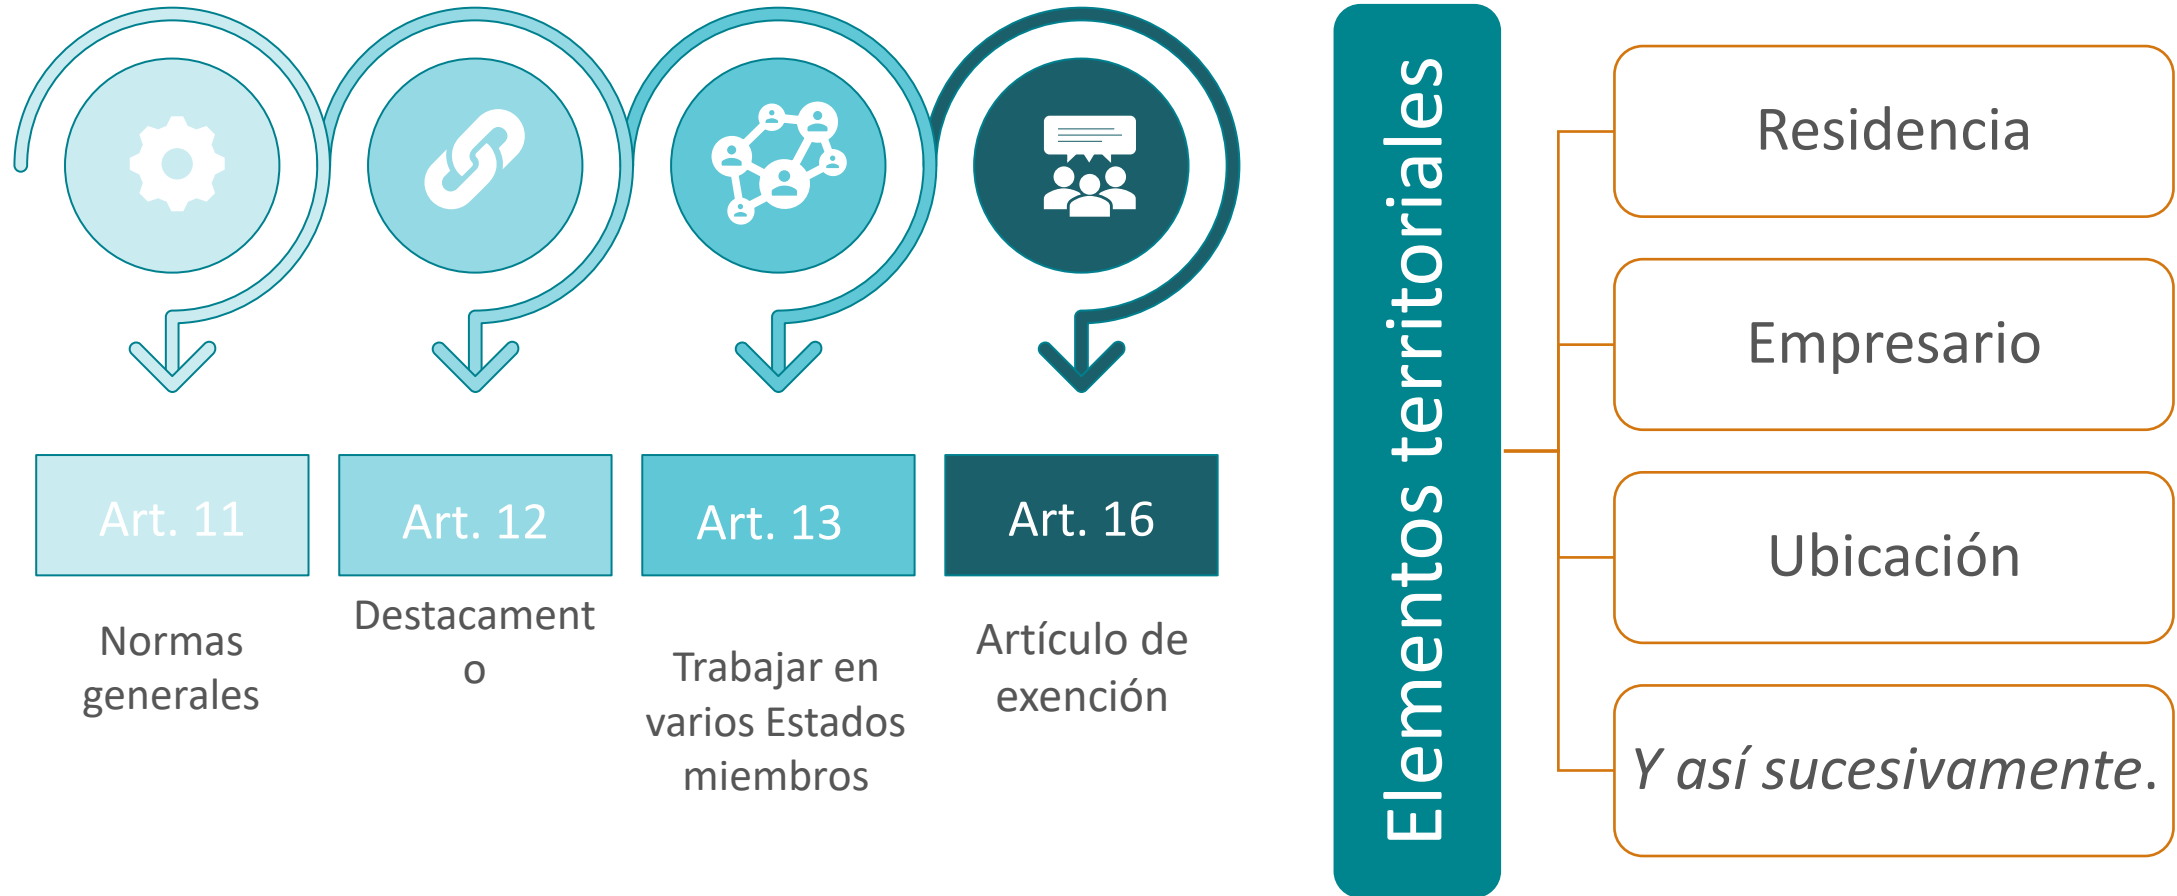 Art. 11
Normas
generales
Art. 12
Destacament
o
Art. 13
Trabajar en
varios Estados
miembros
Art. 16
Artículo de
exención
Elementos territoriales
Residencia
Empresario
Ubicación
Y así sucesivamente.